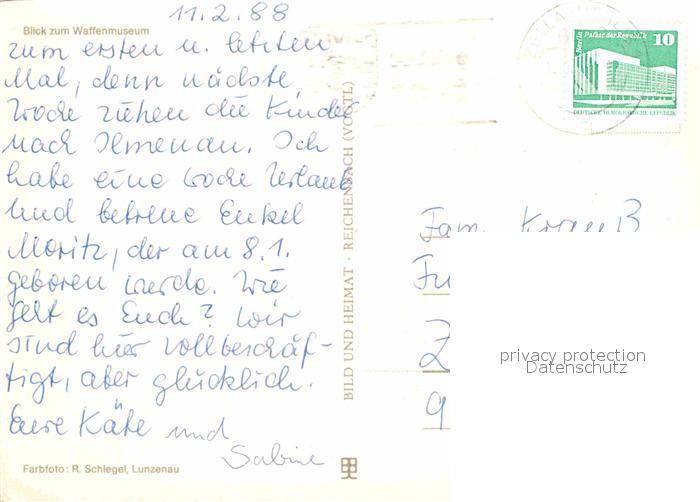 11.2.88
Blick zum Waffenmuseum
zum ersten u. letzten
Mal, denn nächste
Woche ziehen die Kinder
nach Ilmenau. Ich
habe eine Woche Urlaub
und betreue Enkel
Moritz, der am 8.1.
geboren wurde. Wie
geht es Euch? Wir
sind hier vollbeschäf-
tigt, aber glücklich.
Eure Käte und
Sabine
Farbfoto: R. Schlegel, Lunzenau
BILD UND HEIMAT · REICHENBACH (VOGTL)
Berlin Palast der Republik 10
DEUTSCHE DEMOKRATISCHE REPUBLIK
Fam.
Z
9
privacy protection
Datenschutz